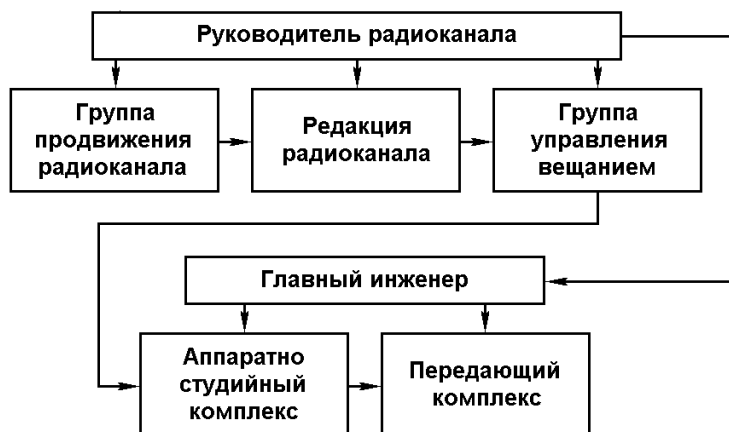 Руководитель радиоканала
Группа
продвижения
радиоканала
Редакция
радиоканала
Группа
управления
вещанием
Главный инженер
Аппаратно
студийный
комплекс
Передающий
комплекс